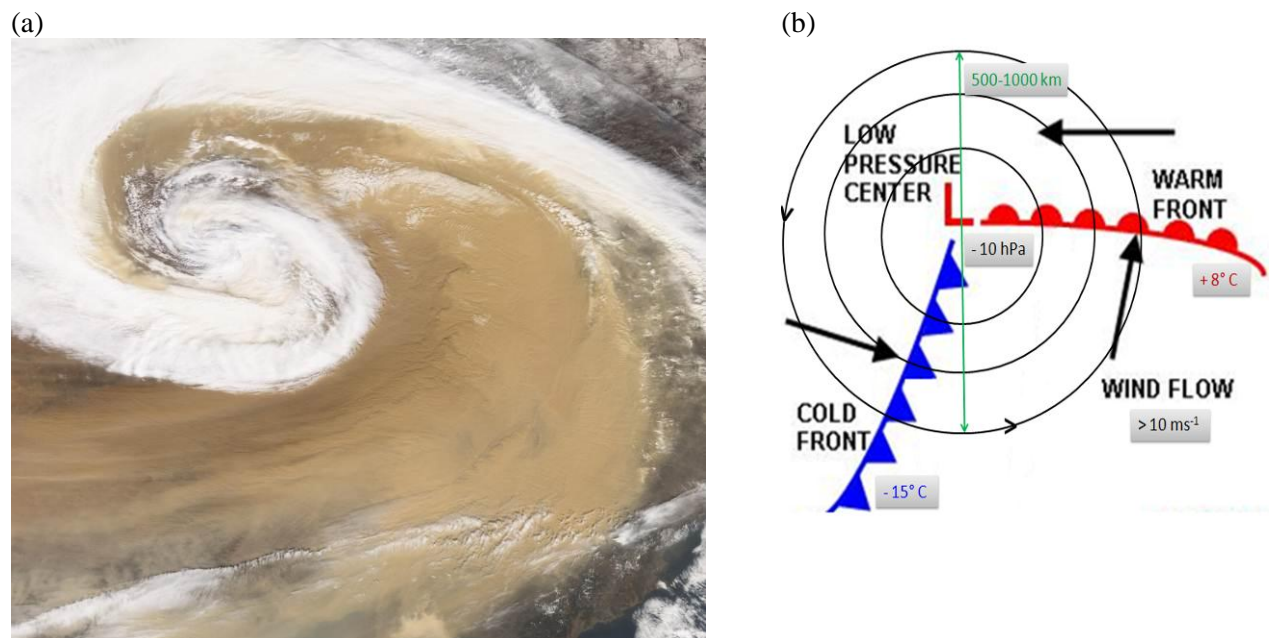 (a)
(b)
500-1000 km
LOW
PRESSURE
CENTER
L
WARM
FRONT
- 10 hPa
+ 8° C
WIND FLOW
> 10 ms⁻¹
COLD
FRONT
- 15° C